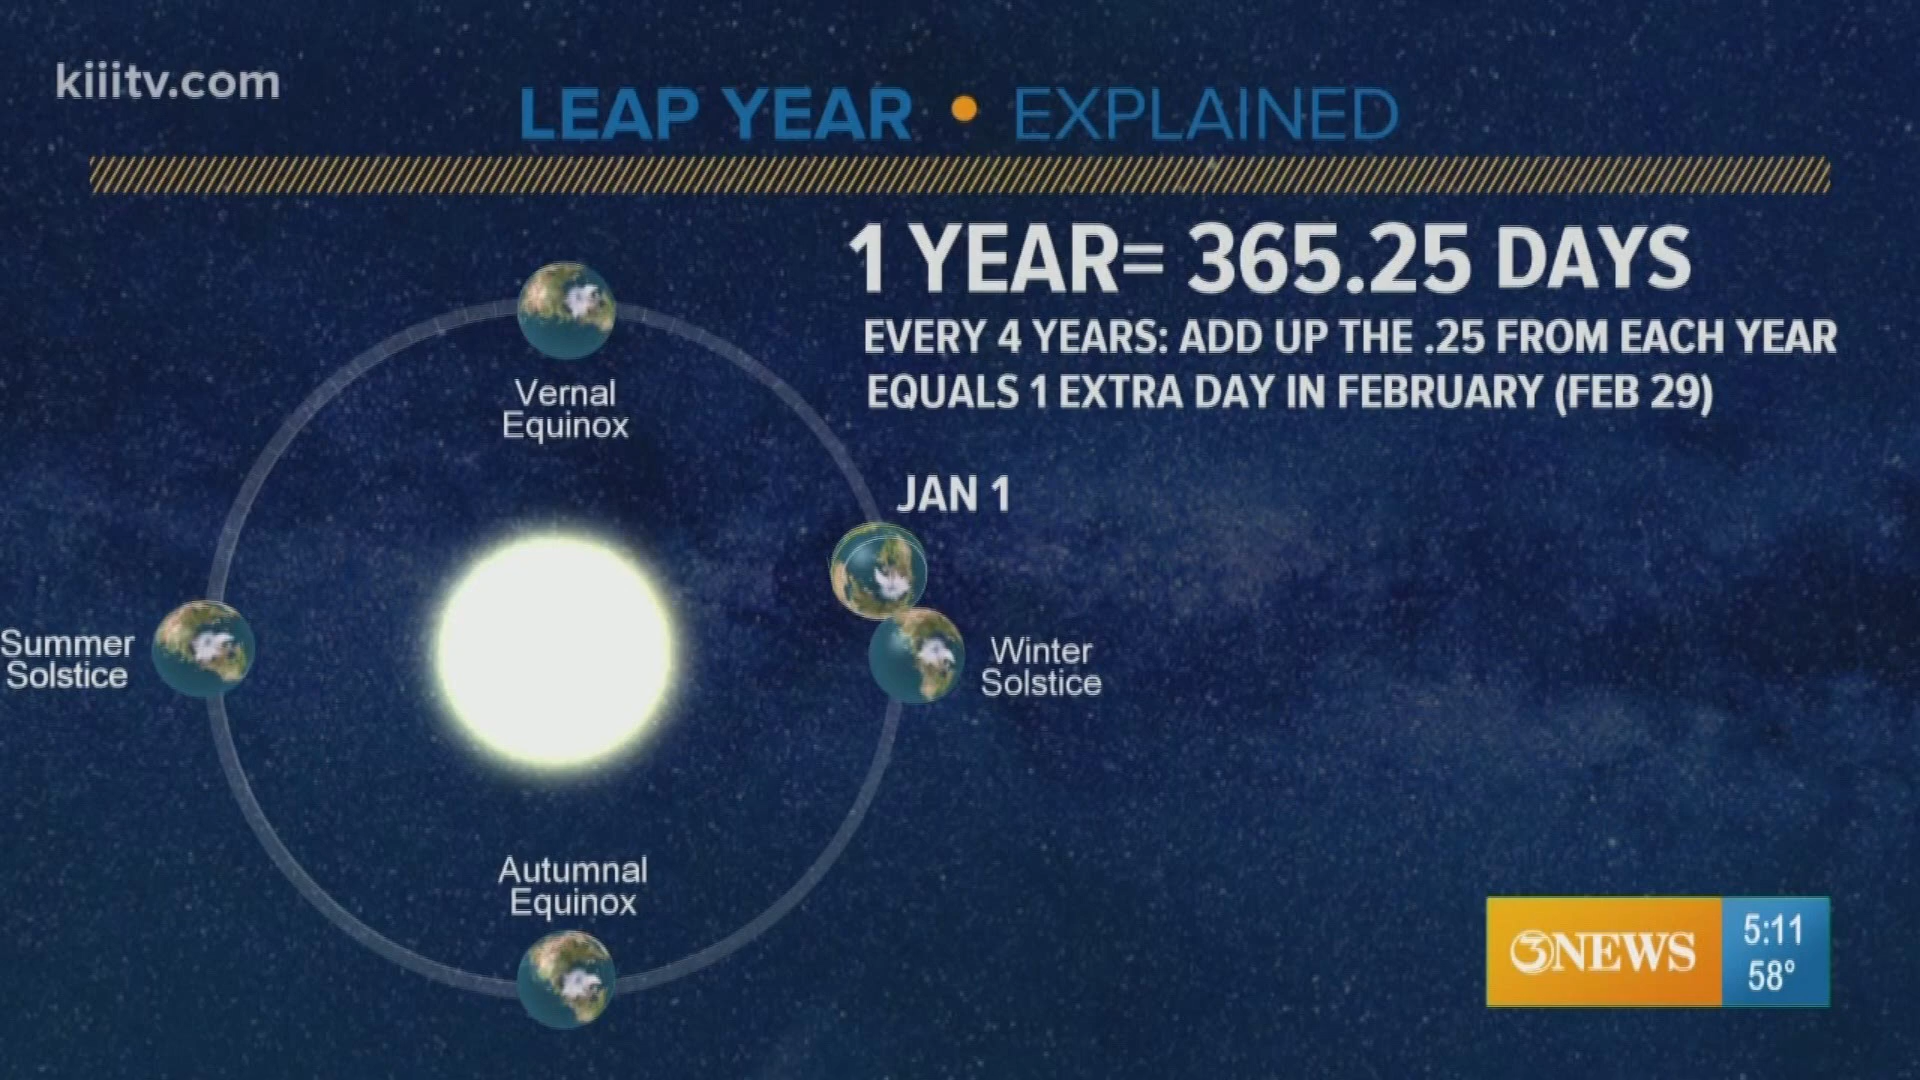 kiiitv.com
LEAP YEAR • EXPLAINED
1 YEAR= 365.25 DAYS
EVERY 4 YEARS: ADD UP THE .25 FROM EACH YEAR
EQUALS 1 EXTRA DAY IN FEBRUARY (FEB 29)
Vernal
Equinox
JAN 1
Summer
Solstice
Winter
Solstice
Autumnal
Equinox
3NEWS
5:11
58°